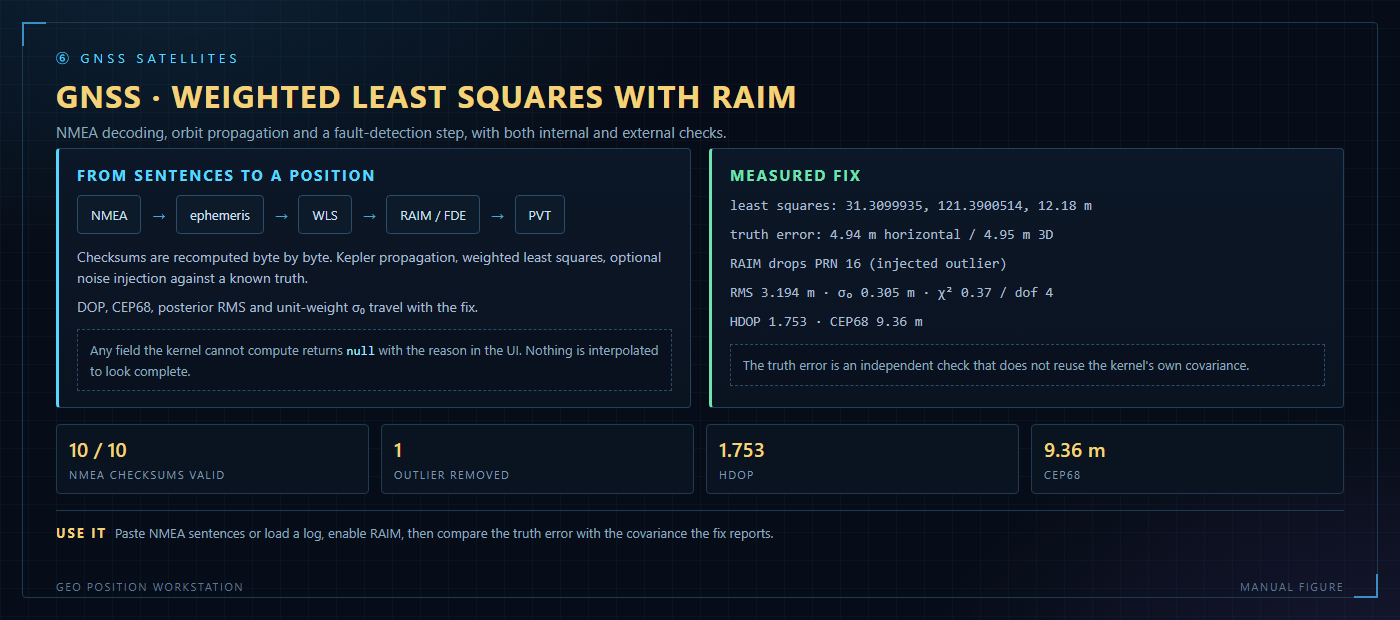 ⑥ GNSS SATELLITES
GNSS · WEIGHTED LEAST SQUARES WITH RAIM
NMEA decoding, orbit propagation and a fault-detection step, with both internal and external checks.
FROM SENTENCES TO A POSITION
NMEA → ephemeris → WLS → RAIM / FDE → PVT
Checksums are recomputed byte by byte. Kepler propagation, weighted least squares, optional
noise injection against a known truth.
DOP, CEP68, posterior RMS and unit-weight σ₀ travel with the fix.
Any field the kernel cannot compute returns null with the reason in the UI. Nothing is interpolated
to look complete.
MEASURED FIX
least squares: 31.3099935, 121.3900514, 12.18 m
truth error: 4.94 m horizontal / 4.95 m 3D
RAIM drops PRN 16 (injected outlier)
RMS 3.194 m · σ₀ 0.305 m · χ² 0.37 / dof 4
HDOP 1.753 · CEP68 9.36 m
The truth error is an independent check that does not reuse the kernel's own covariance.
10 / 10
NMEA CHECKSUMS VALID
1
OUTLIER REMOVED
1.753
HDOP
9.36 m
CEP68
USE IT Paste NMEA sentences or load a log, enable RAIM, then compare the truth error with the covariance the fix reports.
GEO POSITION WORKSTATION
MANUAL FIGURE